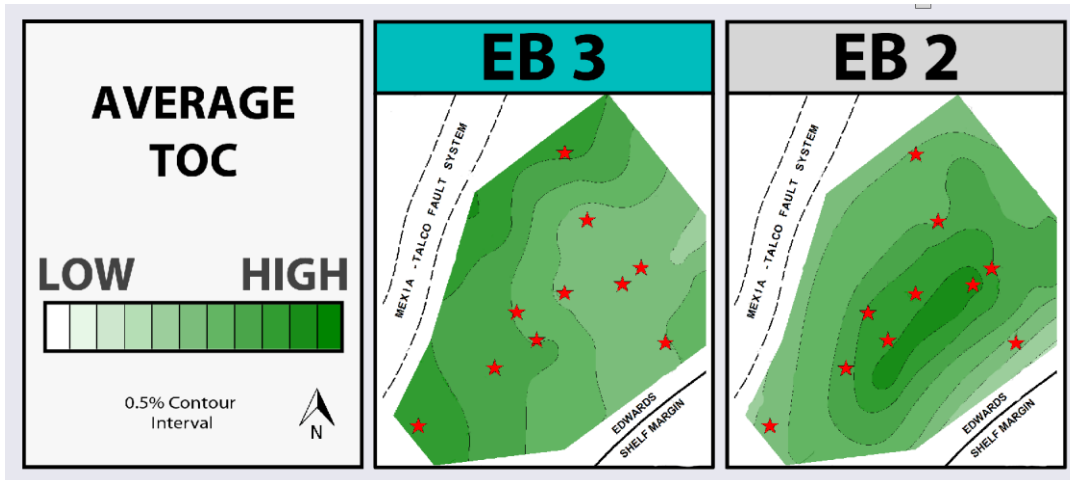 AVERAGE
TOC
LOW
HIGH
0.5% Contour
Interval
N
EB 3
MEXIA -TALCO FAULT SYSTEM
EDWARDS
SHELF MARGIN
EB 2
MEXIA -TALCO FAULT SYSTEM
EDWARDS
SHELF MARGIN